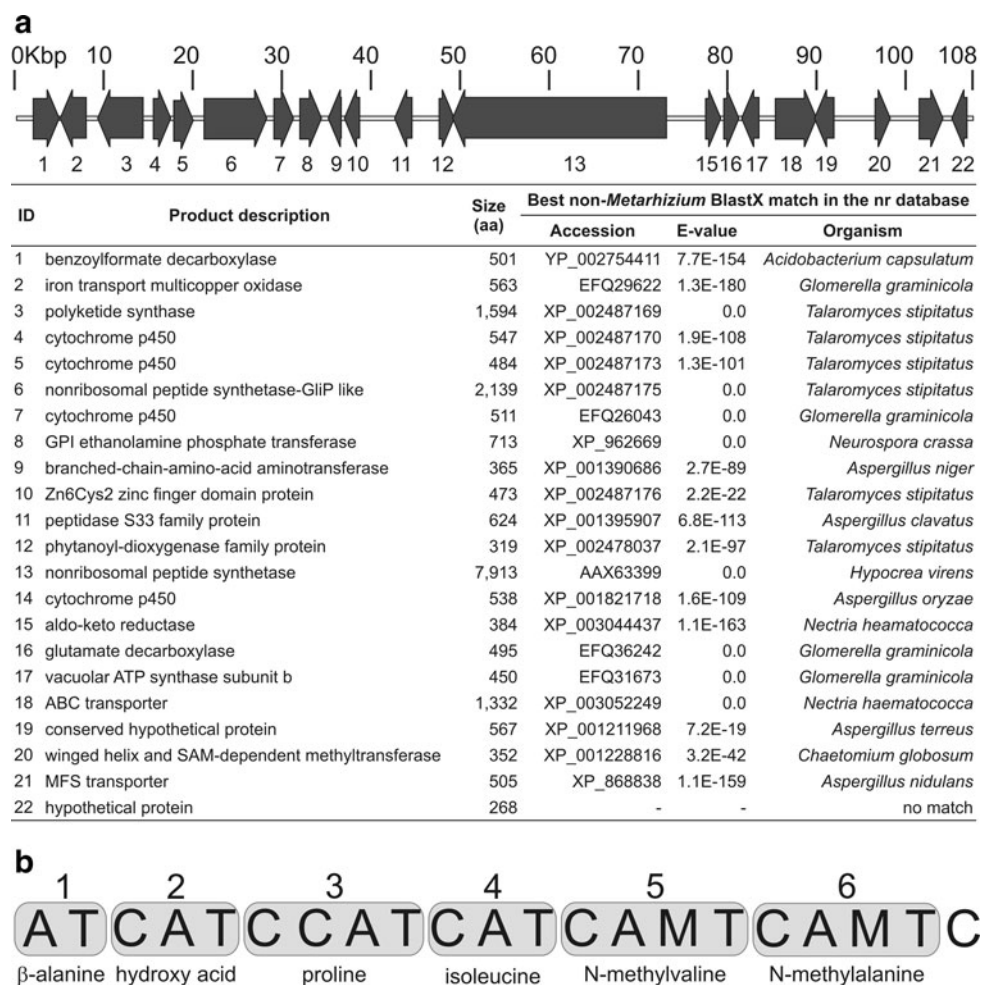 a
0Kbp 10 20 30 40 50 60 70 80 90 100 108
1 2 3 4 5 6 7 8 9 10 11 12 13 15 16 17 18 19 20 21 22
ID Product description Size (aa) Best non-Metarhizium BlastX match in the nr database
Accession E-value Organism
1 benzoylformate decarboxylase 501 YP_002754411 7.7E-154 Acidobacterium capsulatum
2 iron transport multicopper oxidase 563 EFQ29622 1.3E-180 Glomerella graminicola
3 polyketide synthase 1,594 XP_002487169 0.0 Talaromyces stipitatus
4 cytochrome p450 547 XP_002487170 1.9E-108 Talaromyces stipitatus
5 cytochrome p450 484 XP_002487173 1.3E-101 Talaromyces stipitatus
6 nonribosomal peptide synthetase-GliP like 2,139 XP_002487175 0.0 Talaromyces stipitatus
7 cytochrome p450 511 EFQ26043 0.0 Glomerella graminicola
8 GPI ethanolamine phosphate transferase 713 XP_962669 0.0 Neurospora crassa
9 branched-chain-amino-acid aminotransferase 365 XP_001390686 2.7E-89 Aspergillus niger
10 Zn6Cys2 zinc finger domain protein 473 XP_002487176 2.2E-22 Talaromyces stipitatus
11 peptidase S33 family protein 624 XP_001395907 6.8E-113 Aspergillus clavatus
12 phytanoyl-dioxygenase family protein 319 XP_002478037 2.1E-97 Talaromyces stipitatus
13 nonribosomal peptide synthetase 7,913 AAX63399 0.0 Hypocrea virens
14 cytochrome p450 538 XP_001821718 1.6E-109 Aspergillus oryzae
15 aldo-keto reductase 384 XP_003044437 1.1E-163 Nectria heamatococca
16 glutamate decarboxylase 495 EFQ36242 0.0 Glomerella graminicola
17 vacuolar ATP synthase subunit b 450 EFQ31673 0.0 Glomerella graminicola
18 ABC transporter 1,332 XP_003052249 0.0 Nectria haematococca
19 conserved hypothetical protein 567 XP_001211968 7.2E-19 Aspergillus terreus
20 winged helix and SAM-dependent methyltransferase 352 XP_001228816 3.2E-42 Chaetomium globosum
21 MFS transporter 505 XP_868838 1.1E-159 Aspergillus nidulans
22 hypothetical protein 268 - - no match
b
1 2 3 4 5 6
A T C A T C C A T C A T C A M T C A M T C
β-alanine hydroxy acid proline isoleucine N-methylvaline N-methylalanine